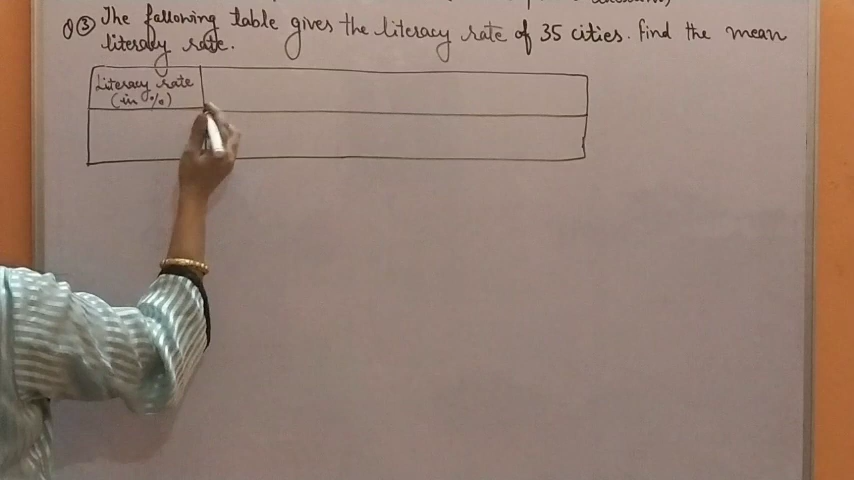 Q③ The following table gives the literacy rate of 35 cities. Find the mean
literacy rate.
Literacy rate
(in %)